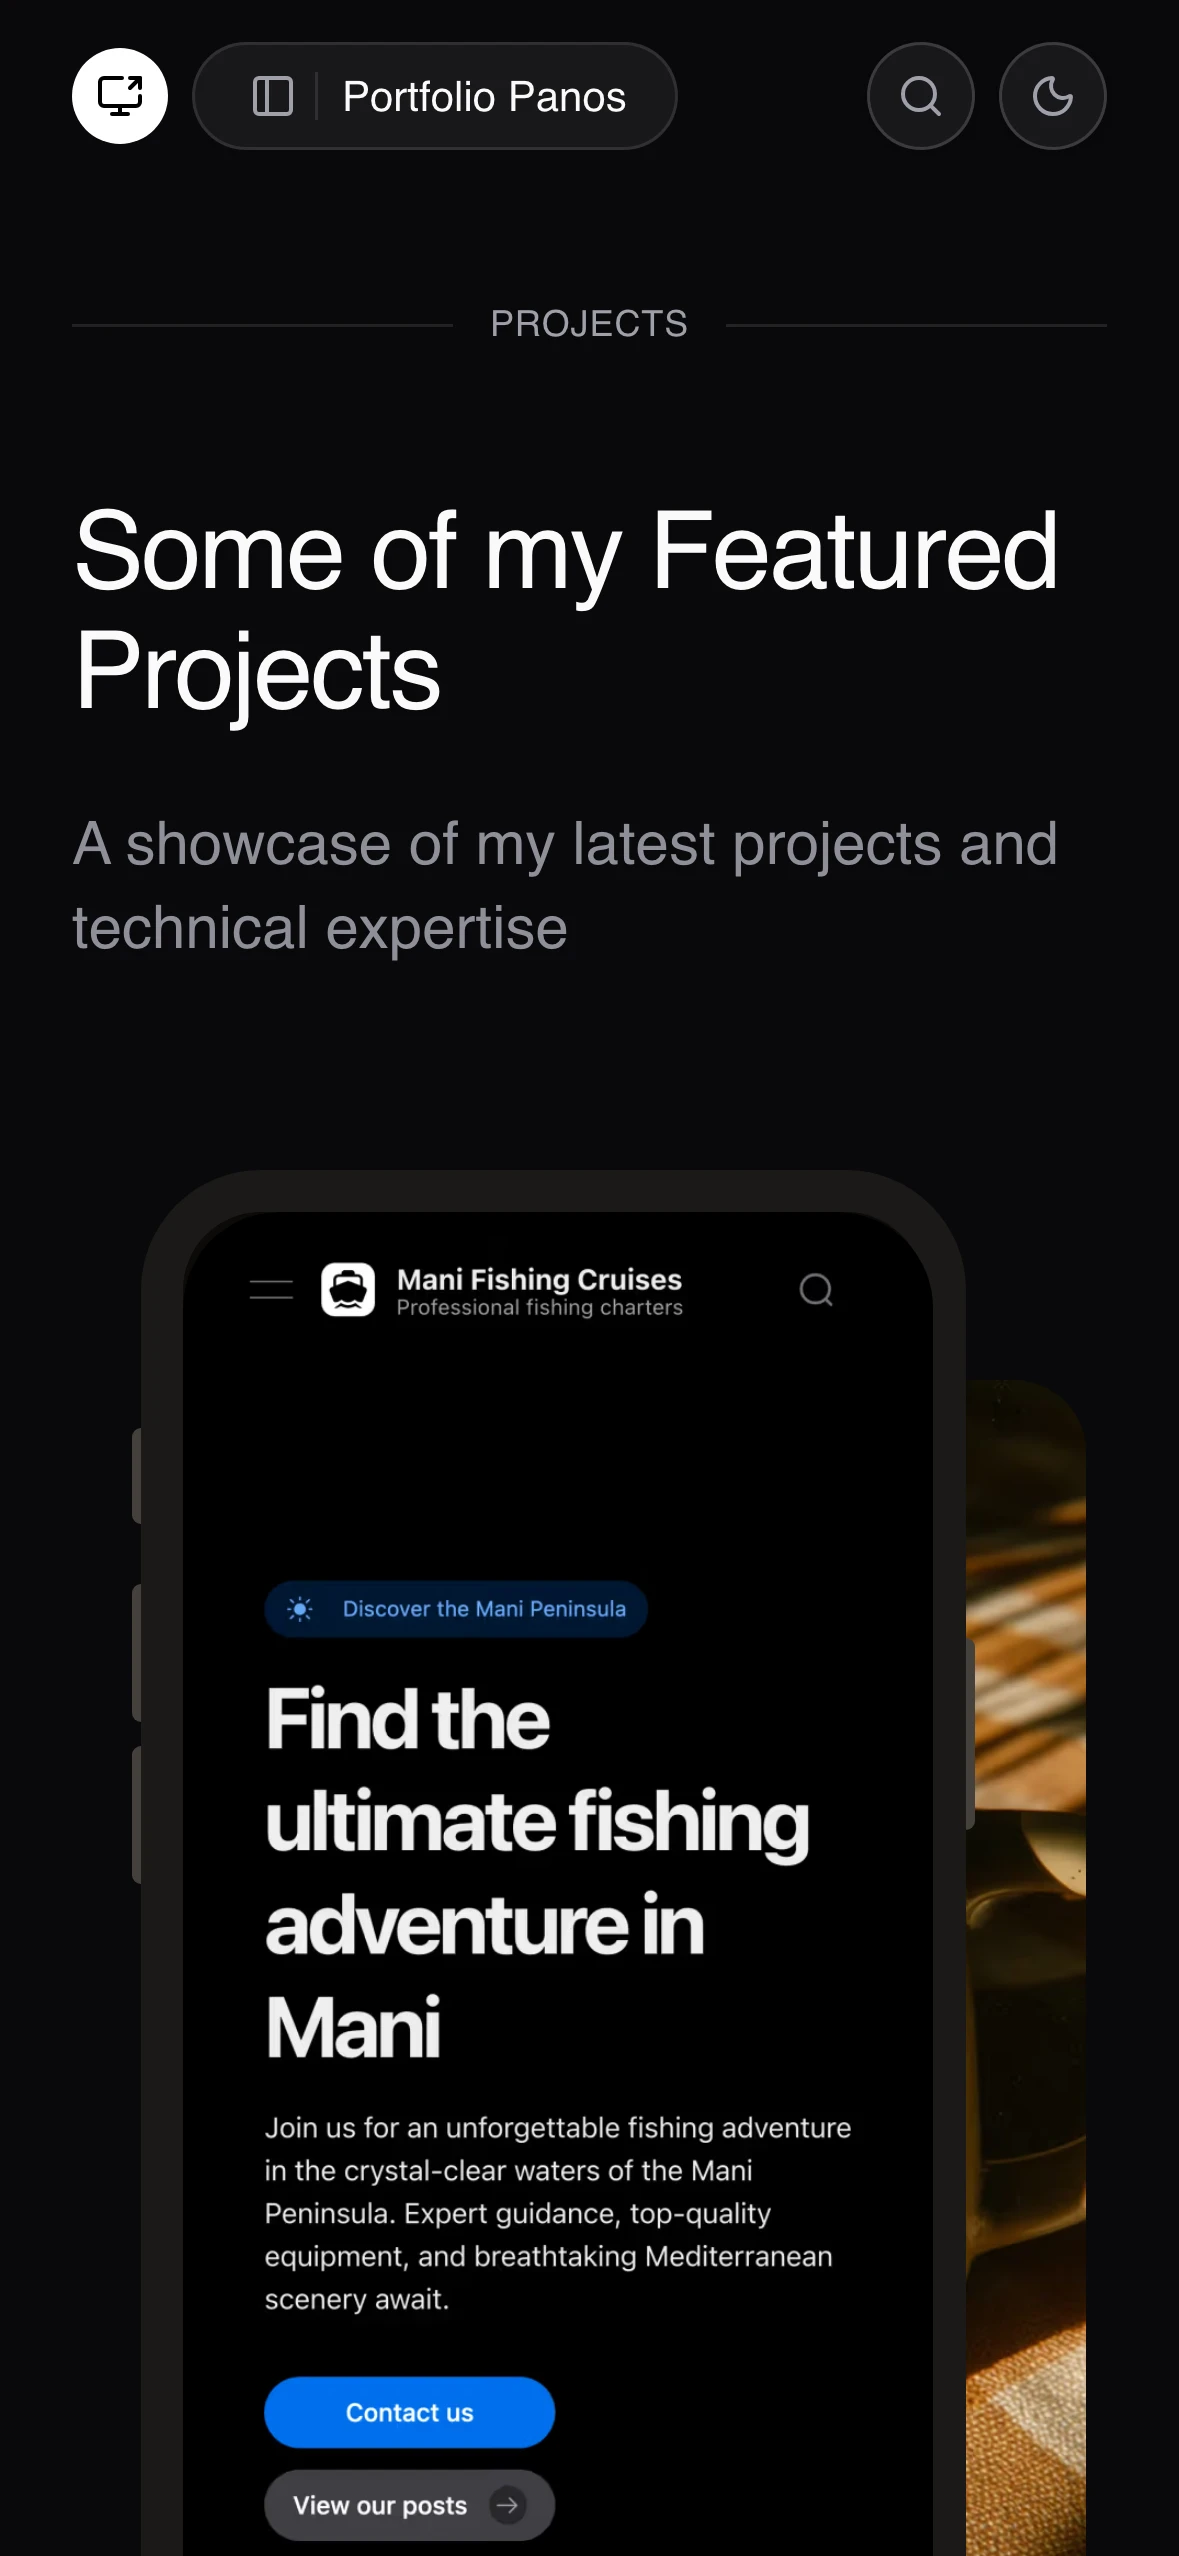 Portfolio Panos
PROJECTS
Some of my Featured
Projects
A showcase of my latest projects and
technical expertise
Mani Fishing Cruises
Professional fishing charters
Discover the Mani Peninsula
Find the
ultimate fishing
adventure in
Mani
Join us for an unforgettable fishing adventure
in the crystal-clear waters of the Mani
Peninsula. Expert guidance, top-quality
equipment, and breathtaking Mediterranean
scenery await.
Contact us
View our posts